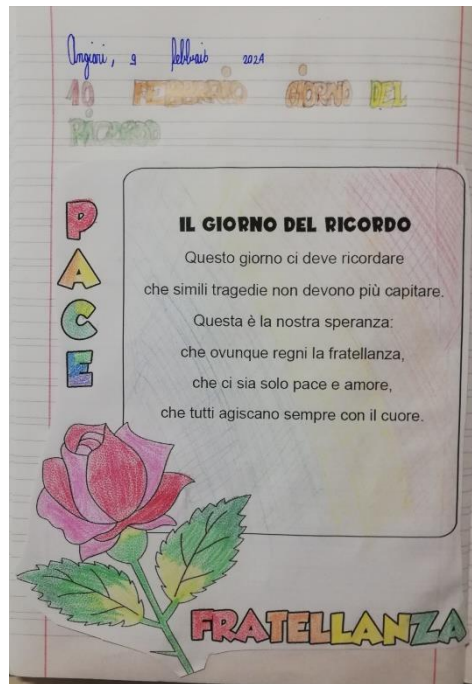 Angiari, 9 febbraio 2024
10 FEBBRAIO GIORNO DEL
RICORDO
PACE
IL GIORNO DEL RICORDO
Questo giorno ci deve ricordare
che simili tragedie non devono più capitare.
Questa è la nostra speranza:
che ovunque regni la fratellanza,
che ci sia solo pace e amore,
che tutti agiscano sempre con il cuore.
FRATELLANZA